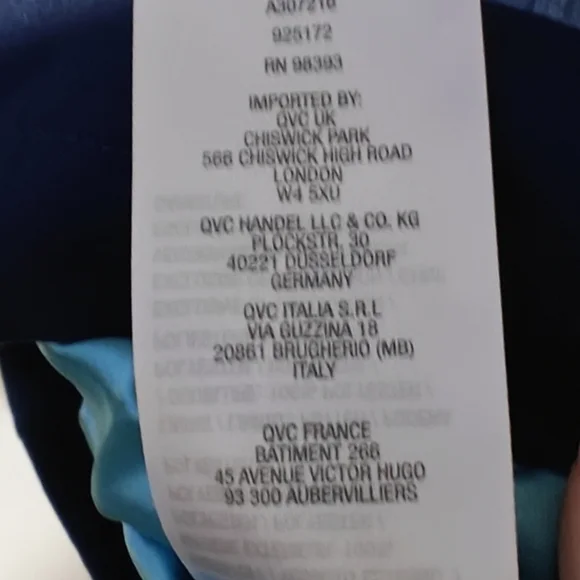 A307216
925172
RN 98393
IMPORTED BY:
QVC UK
CHISWICK PARK
566 CHISWICK HIGH ROAD
LONDON
W4 5XU
QVC HANDEL LLC & CO. KG
PLOCKSTR. 30
40221 DUSSELDORF
GERMANY
QVC ITALIA S.R.L
VIA GUZZINA 18
20861 BRUGHERIO (MB)
ITALY
QVC FRANCE
BATIMENT 266
45 AVENUE VICTOR HUGO
93 300 AUBERVILLIERS